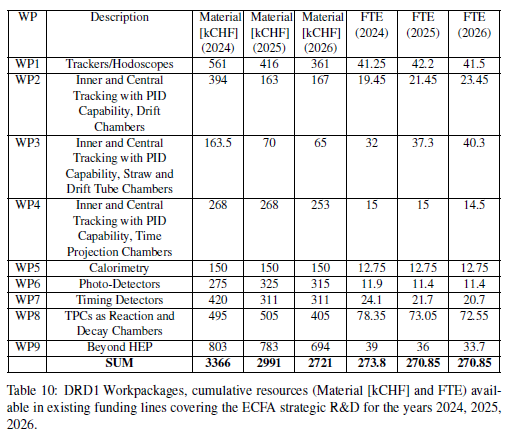 WP Description Material Material Material FTE FTE FTE
[kCHF] [kCHF] [kCHF] (2024) (2025) (2026)
(2024) (2025) (2026)
WP1 Trackers/Hodoscopes 561 416 361 41.25 42.2 41.5
WP2 Inner and Central 394 163 167 19.45 21.45 23.45
Tracking with PID
Capability, Drift
Chambers
WP3 Inner and Central 163.5 70 65 32 37.3 40.3
Tracking with PID
Capability, Straw and
Drift Tube Chambers
WP4 Inner and Central 268 268 253 15 15 14.5
Tracking with PID
Capability, Time
Projection Chambers
WP5 Calorimetry 150 150 150 12.75 12.75 12.75
WP6 Photo-Detectors 275 325 315 11.9 11.4 11.4
WP7 Timing Detectors 420 311 311 24.1 21.7 20.7
WP8 TPCs as Reaction and 495 505 405 78.35 73.05 72.55
Decay Chambers
WP9 Beyond HEP 803 783 694 39 36 33.7
SUM 3366 2991 2721 273.8 270.85 270.85
Table 10: DRD1 Workpackages, cumulative resources (Material [kCHF] and FTE) avail-
able in existing funding lines covering the ECFA strategic R&D for the years 2024, 2025,
2026.